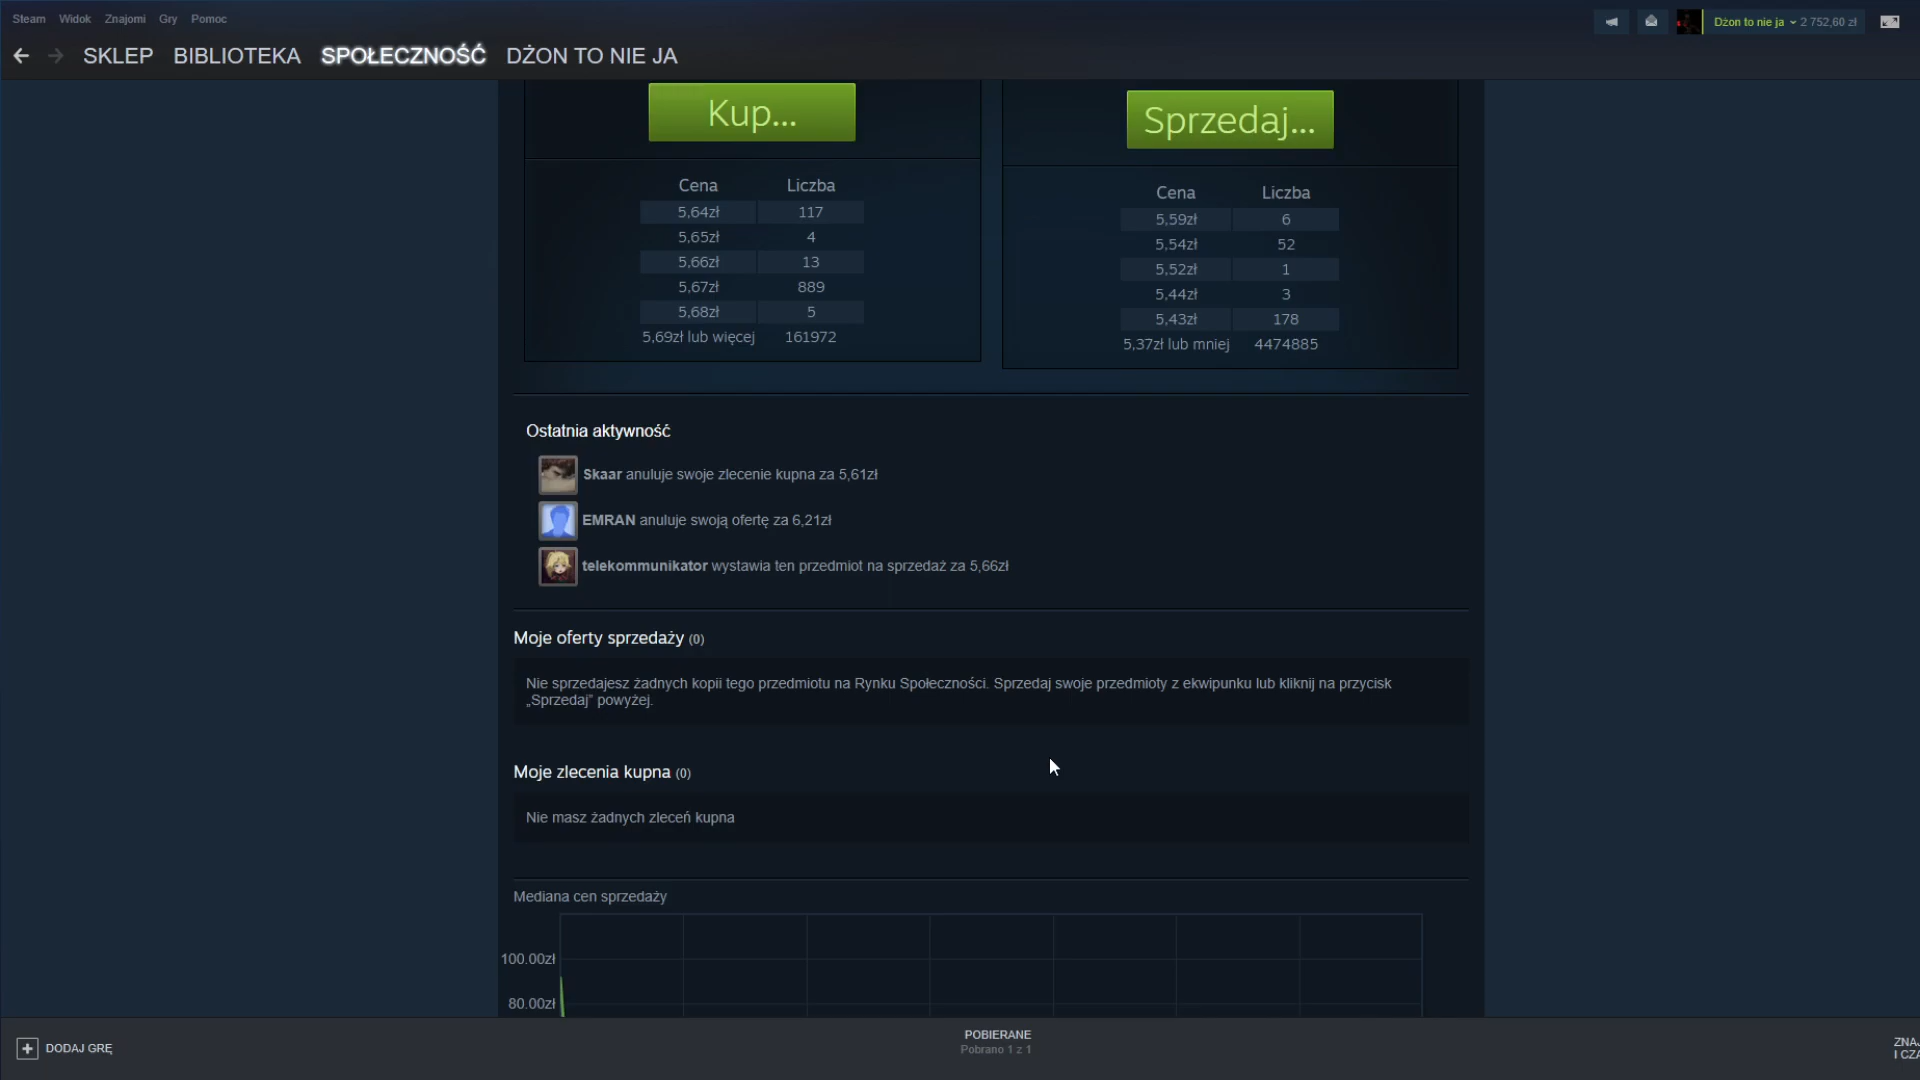 Steam Widok Znajomi Gry Pomoc
Dżon to nie ja 2 752,60 zł
SKLEP BIBLIOTEKA SPOŁECZNOŚĆ DŻON TO NIE JA
Kup...
Sprzedaj...
Cena Liczba
5,64zł 117
5,65zł 4
5,66zł 13
5,67zł 889
5,68zł 5
5,69zł lub więcej 161972
Cena Liczba
5,59zł 6
5,54zł 52
5,52zł 1
5,44zł 3
5,43zł 178
5,37zł lub mniej 4474885
Ostatnia aktywność
Skaar anuluje swoje zlecenie kupna za 5,61zł
EMRAN anuluje swoją ofertę za 6,21zł
telekommunikator wystawia ten przedmiot na sprzedaż za 5,66zł
Moje oferty sprzedaży (0)
Nie sprzedajesz żadnych kopii tego przedmiotu na Rynku Społeczności. Sprzedaj swoje przedmioty z ekwipunku lub kliknij na przycisk
„Sprzedaj” powyżej.
Moje zlecenia kupna (0)
Nie masz żadnych zleceń kupna
Mediana cen sprzedaży
100.00zł
80.00zł
DODAJ GRĘ
POBIERANE
Pobrano 1 z 1
ZNAJ
I CZA